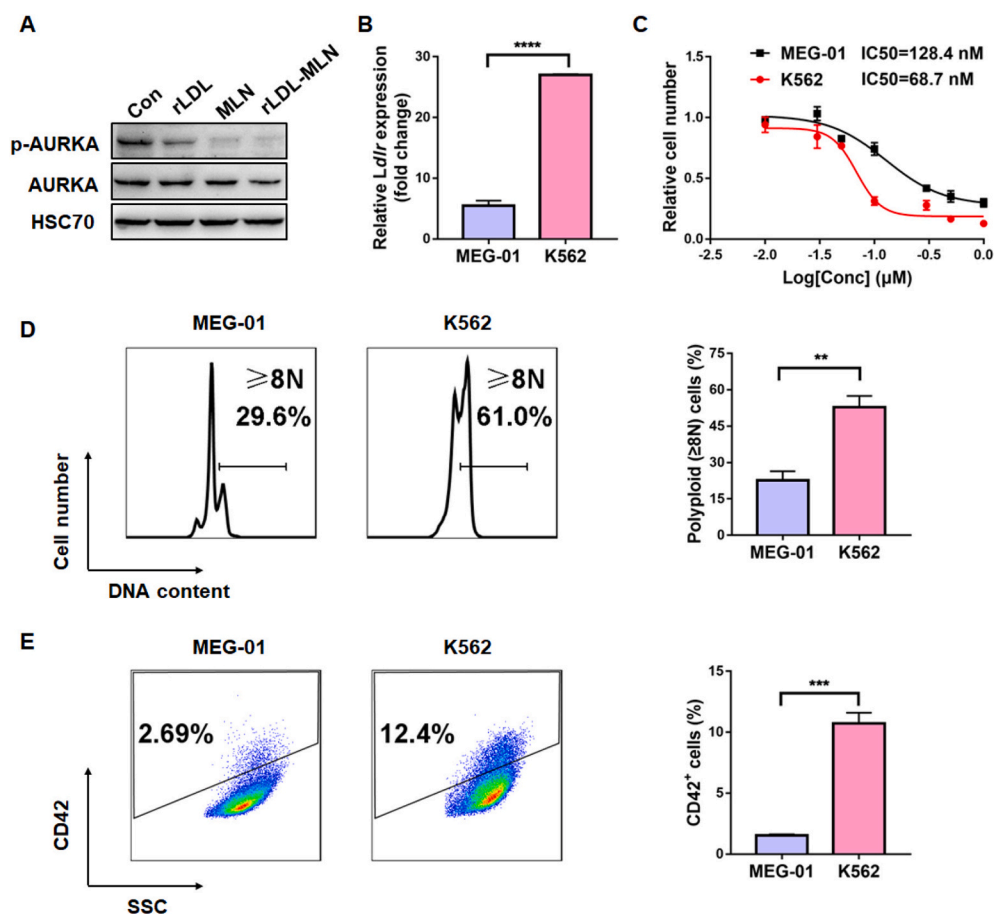 A
Con rLDL MLN rLDL-MLN
p-AURKA
AURKA
HSC70
B
Relative Ldlr expression
(fold change)
30
20
10
0
****
MEG-01 K562
C
MEG-01 IC50=128.4 nM
K562 IC50=68.7 nM
Relative cell number
1.5
1.0
0.5
0.0
-2.5 -2.0 -1.5 -1.0 -0.5 0.0
Log[Conc] (μM)
D
MEG-01
⩾8N
29.6%
K562
⩾8N
61.0%
Cell number
DNA content
Polyploid (≥8N) cells (%)
75
60
45
30
15
0
**
MEG-01 K562
E
MEG-01
2.69%
K562
12.4%
CD42
SSC
CD42+ cells (%)
15
10
5
0
***
MEG-01 K562